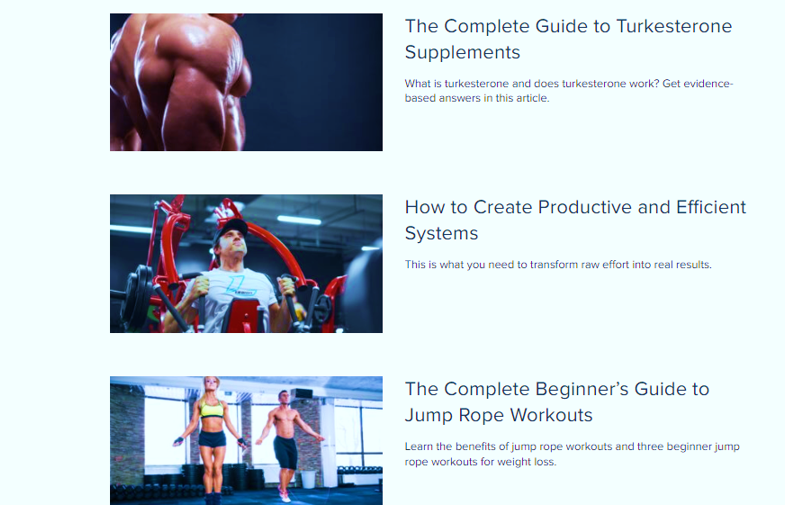 The Complete Guide to Turkesterone
Supplements
What is turkesterone and does turkesterone work? Get evidence-
based answers in this article.
How to Create Productive and Efficient
Systems
This is what you need to transform raw effort into real results.
The Complete Beginner’s Guide to
Jump Rope Workouts
Learn the benefits of jump rope workouts and three beginner jump
rope workouts for weight loss.